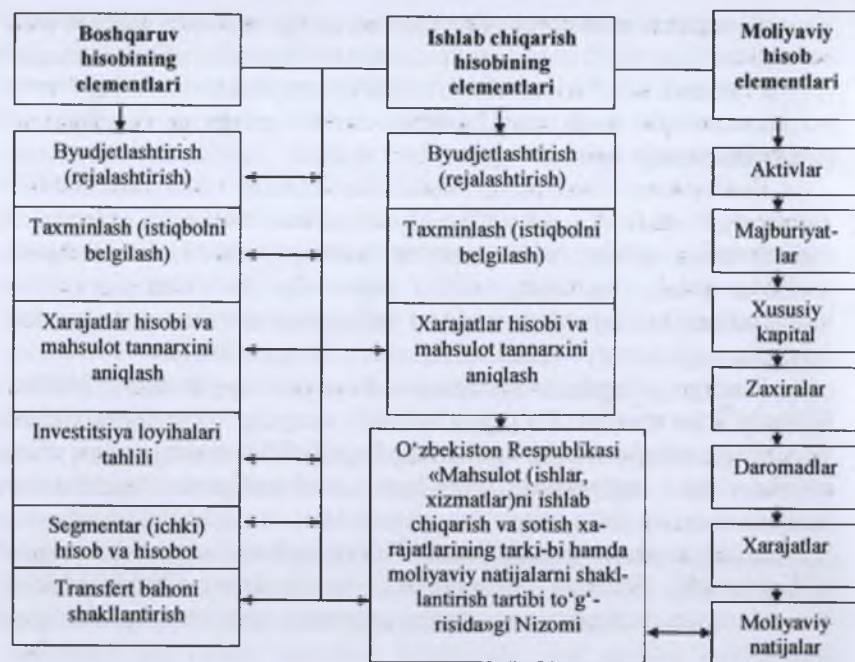 Boshqaruv
hisobining
elementlari
Byudjetlashtirish
(rejalashtirish)
Taxminlash (istiqbolni
belgilash)
Xarajatlar hisobi va
mahsulot tannarxini
aniqlash
Investitsiya loyihalari
tahlili
Segmentar (ichki)
hisob va hisobot
Transfert bahoni
shakllantirish
Ishlab chiqarish
hisobining
elementlari
Byudjetlashtirish
(rejalashtirish)
Taxminlash (istiqbolni
belgilash)
Xarajatlar hisobi va
mahsulot tannarxini
aniqlash
O‘zbekiston Respublikasi
«Mahsulot (ishlar,
xizmatlar)ni ishlab
chiqarish va sotish xa-
rajatlarining tarki-bi hamda
moliyaviy natijalarni shakl-
lantirish tartibi to‘g‘-
risida»gi Nizomi
Moliyaviy
hisob
elementlari
Aktivlar
Majburiyat-
lar
Xususiy
kapital
Zaxiralar
Daromadlar
Xarajatlar
Moliyaviy
natijalar